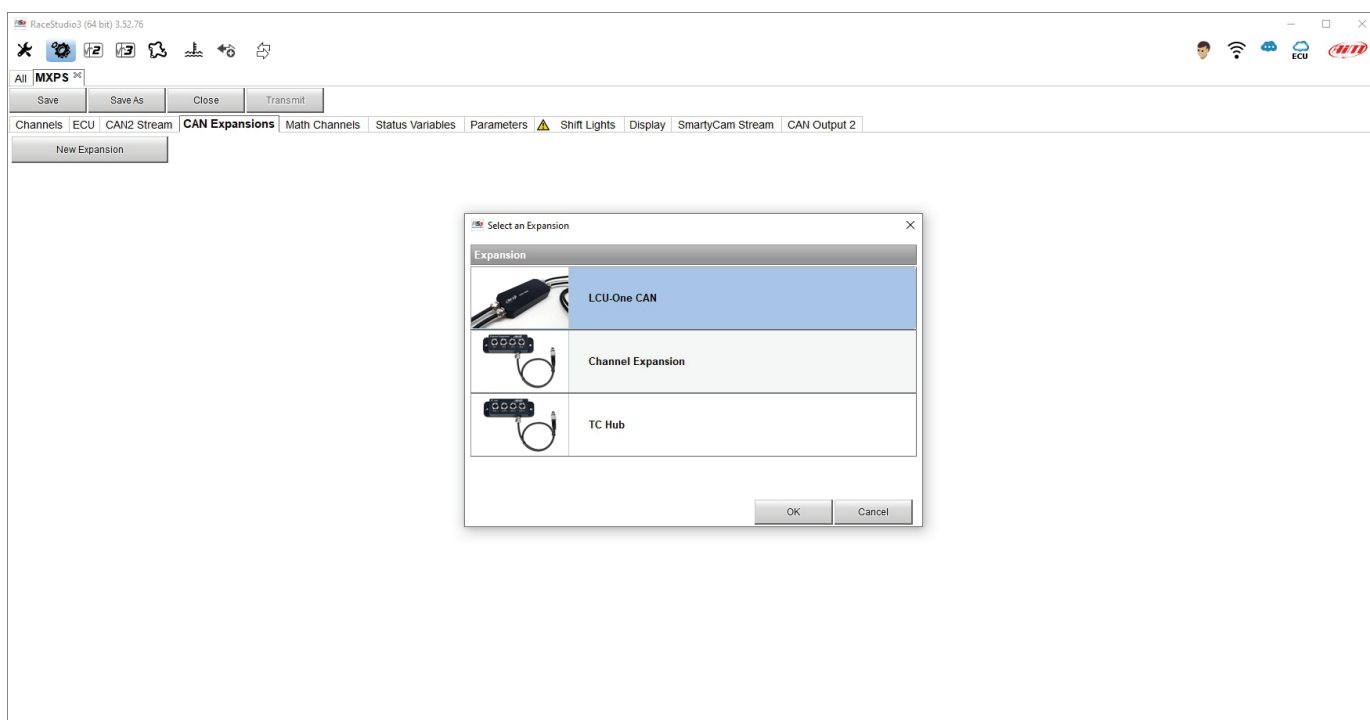 RaceStudio3 (64 bit) 3.52.76
ECU
AiM
All MXPS
Save Save As Close Transmit
Channels ECU CAN2 Stream CAN Expansions Math Channels Status Variables Parameters Shift Lights Display SmartyCam Stream CAN Output 2
New Expansion
Select an Expansion
Expansion
LCU-One CAN
Channel Expansion
TC Hub
OK Cancel